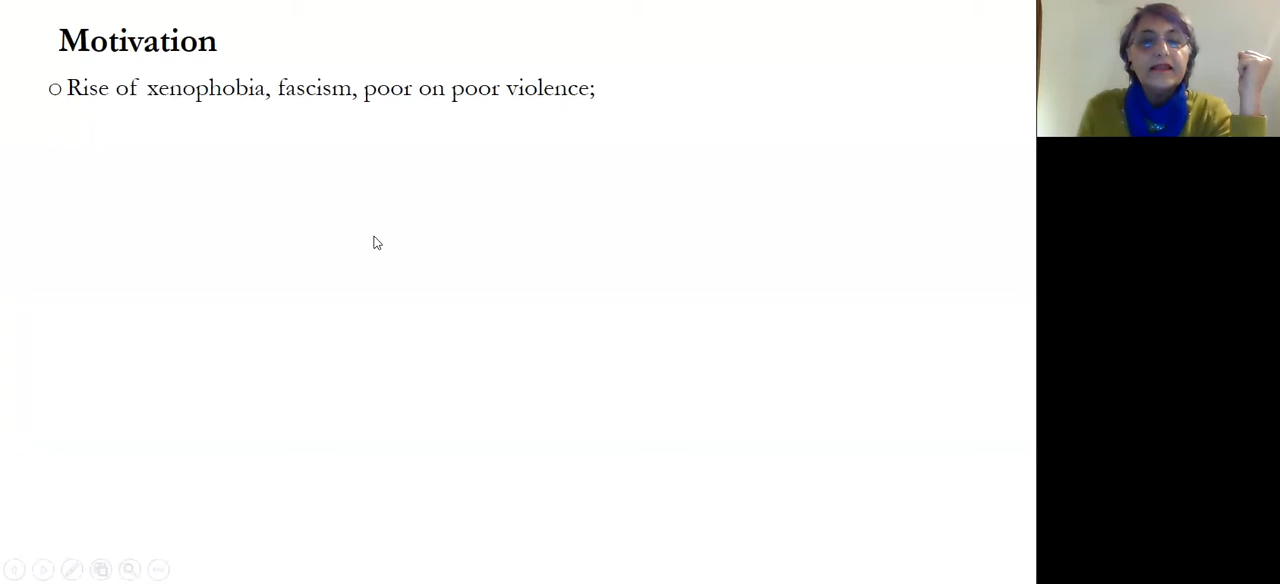 Motivation
Rise of xenophobia, fascism, poor on poor violence;